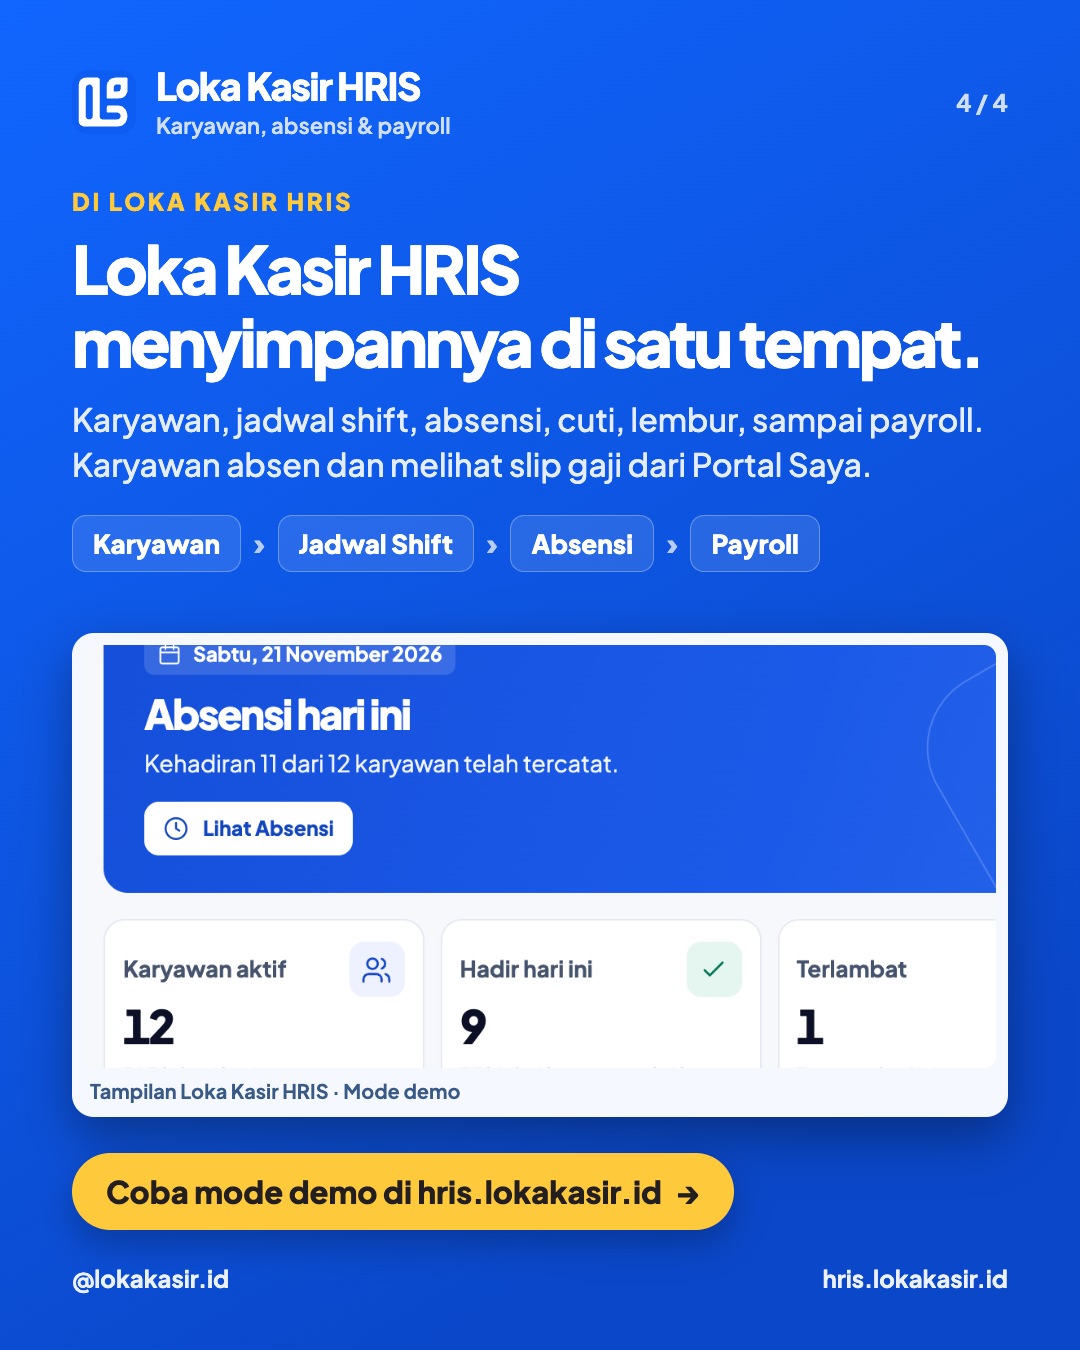 Loka Kasir HRIS
Karyawan, absensi & payroll
4 / 4
DI LOKA KASIR HRIS
Loka Kasir HRIS
menyimpannya di satu tempat.
Karyawan, jadwal shift, absensi, cuti, lembur, sampai payroll.
Karyawan absen dan melihat slip gaji dari Portal Saya.
Karyawan › Jadwal Shift › Absensi › Payroll
Sabtu, 21 November 2026
Absensi hari ini
Kehadiran 11 dari 12 karyawan telah tercatat.
Lihat Absensi
Karyawan aktif
12
Hadir hari ini
9
Terlambat
1
Tampilan Loka Kasir HRIS · Mode demo
Coba mode demo di hris.lokakasir.id →
@lokakasir.id
hris.lokakasir.id